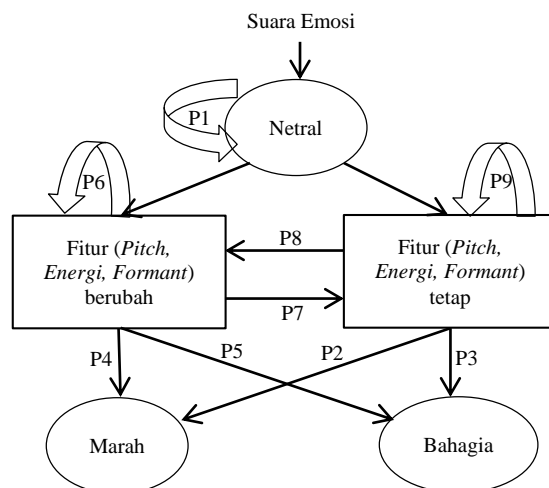 Suara Emosi
P1
Netral
P6
P9
Fitur (Pitch,
Energi, Formant)
berubah
P8
P7
Fitur (Pitch,
Energi, Formant)
tetap
P4
P5
P2
P3
Marah
Bahagia